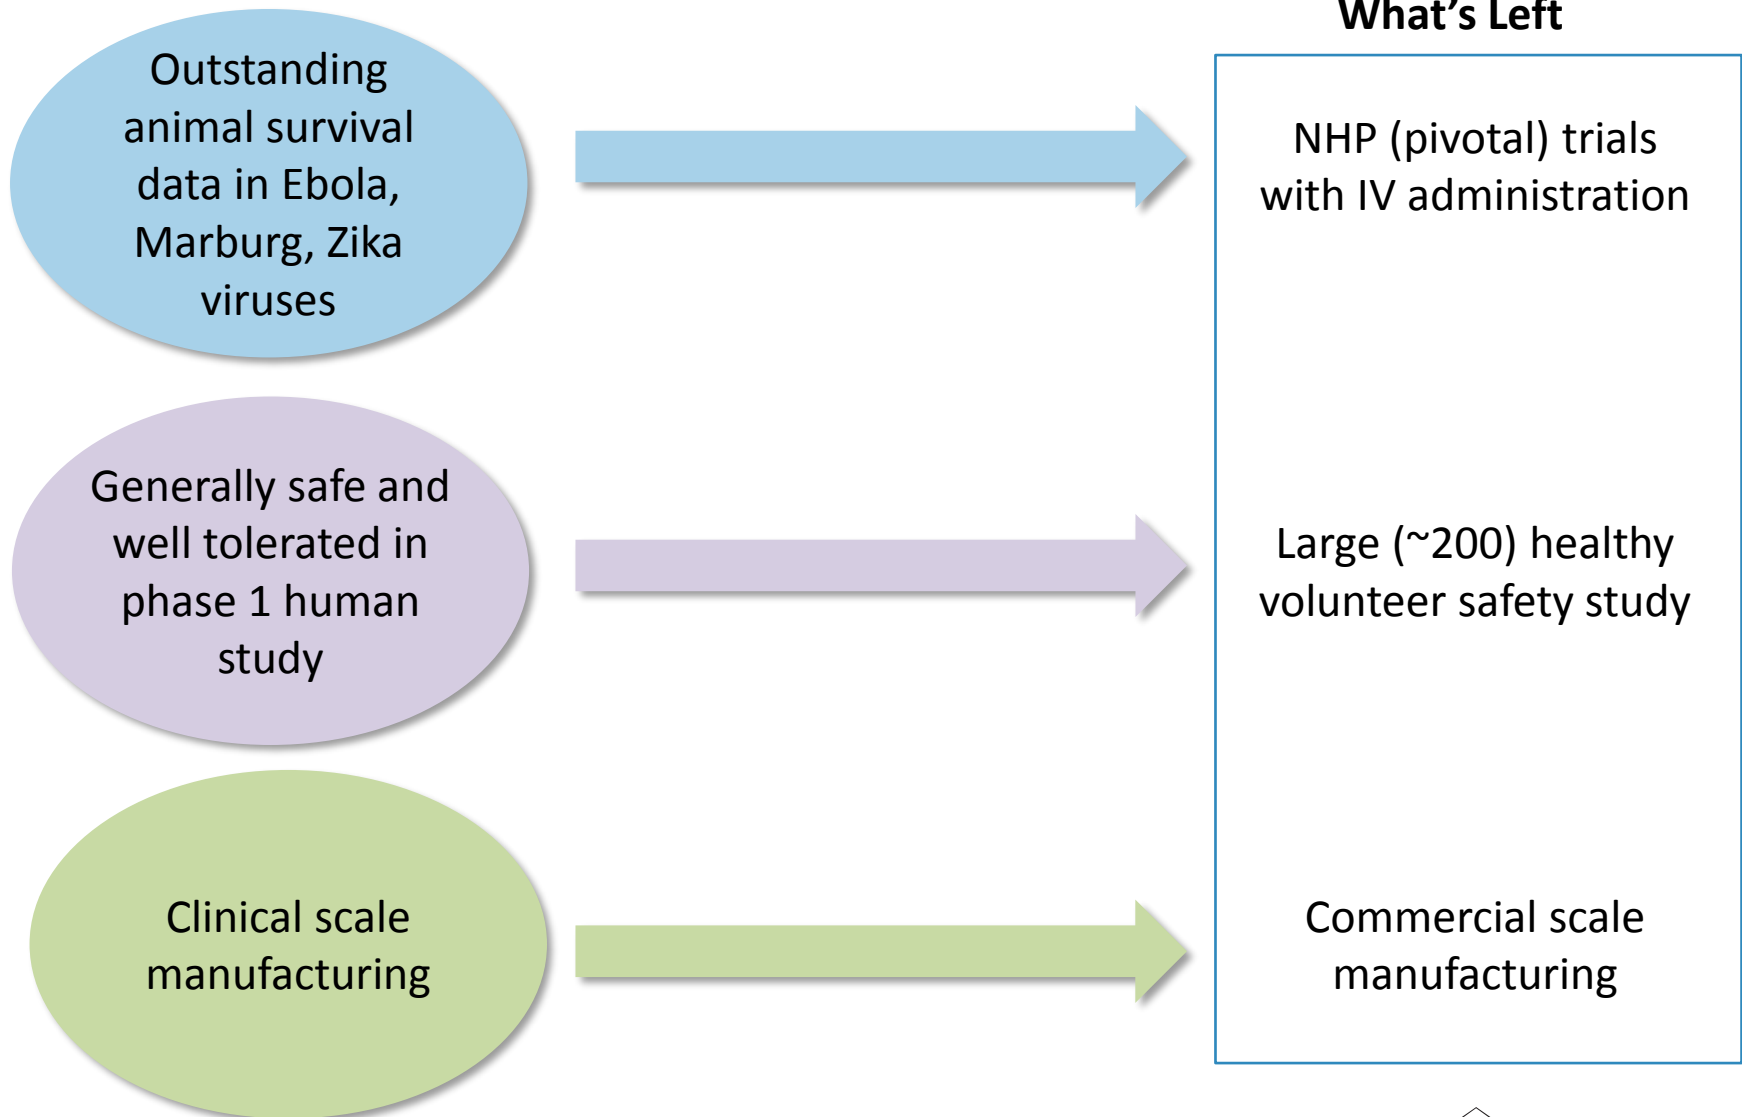 What's Left
Outstanding
animal survival
data in Ebola,
Marburg, Zika
viruses
NHP (pivotal) trials
with IV administration
Generally safe and
well tolerated in
phase 1 human
study
Large (~200) healthy
volunteer safety study
Clinical scale
manufacturing
Commercial scale
manufacturing